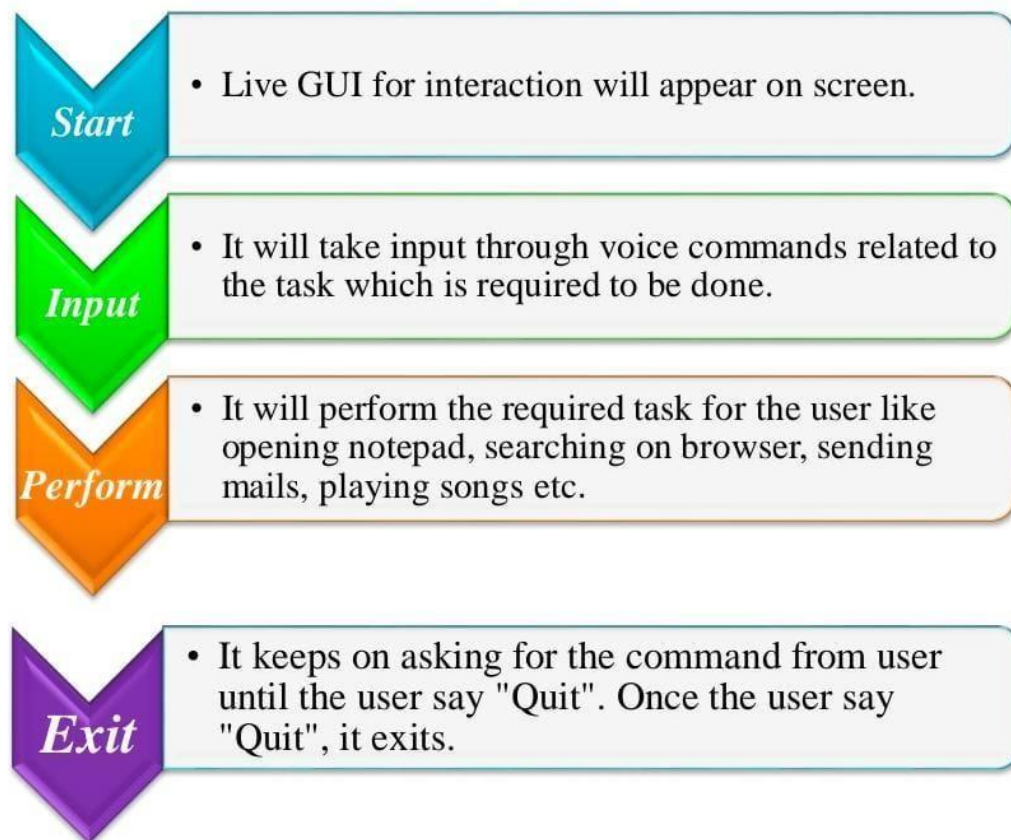 Start
• Live GUI for interaction will appear on screen.
Input
• It will take input through voice commands related to
the task which is required to be done.
Perform
• It will perform the required task for the user like
opening notepad, searching on browser, sending
mails, playing songs etc.
Exit
• It keeps on asking for the command from user
until the user say "Quit". Once the user say
"Quit", it exits.